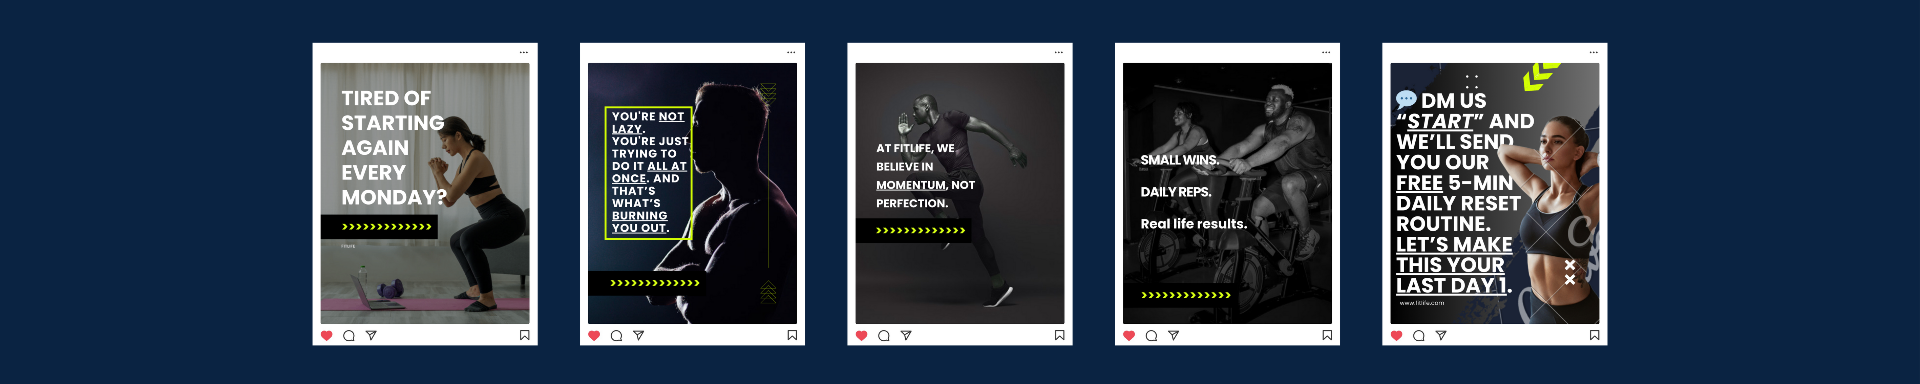 TIRED OF
STARTING
AGAIN
EVERY
MONDAY?
YOU'RE NOT
LAZY.
YOU'RE JUST
TRYING TO
DO IT ALL AT
ONCE. AND
THAT'S
WHAT'S
BURNING
YOU OUT.
AT FITLIFE, WE
BELIEVE IN
MOMENTUM, NOT
PERFECTION.
SMALL WINS.
DAILY REPS.
Real life results.
DM US
“START” AND
WE’LL SEND
YOU OUR
FREE 5-MIN
DAILY RESET
ROUTINE.
LET’S MAKE
THIS YOUR
LAST DAY 1.
www.fitlife.com